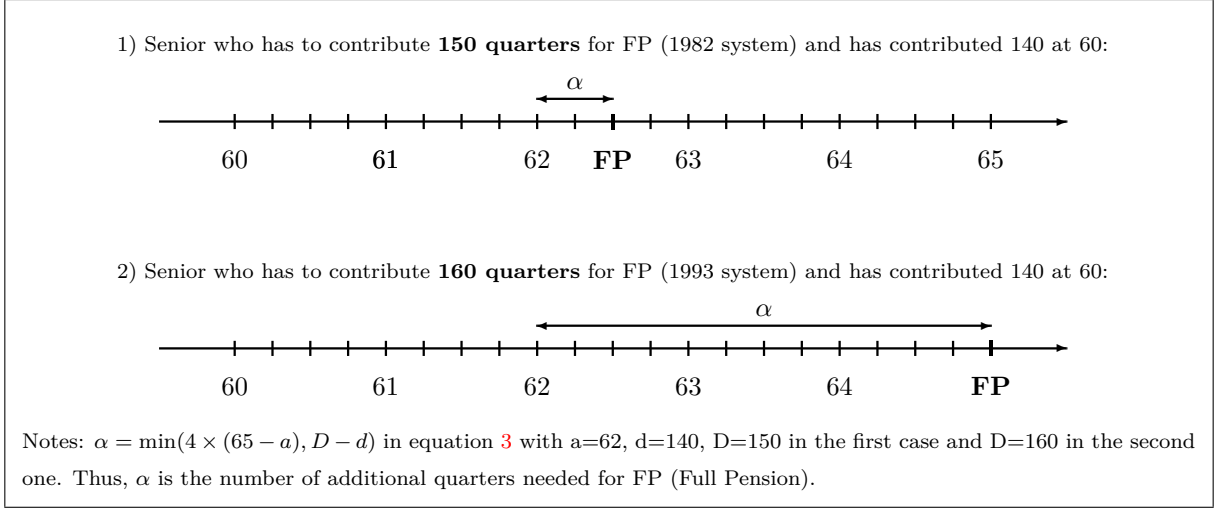 1) Senior who has to contribute 150 quarters for FP (1982 system) and has contributed 140 at 60:
α
60 61 62 FP 63 64 65
2) Senior who has to contribute 160 quarters for FP (1993 system) and has contributed 140 at 60:
α
60 61 62 63 64 FP
Notes: α = min(4 × (65 − a), D − d) in equation 3 with a=62, d=140, D=150 in the first case and D=160 in the second
one. Thus, α is the number of additional quarters needed for FP (Full Pension).